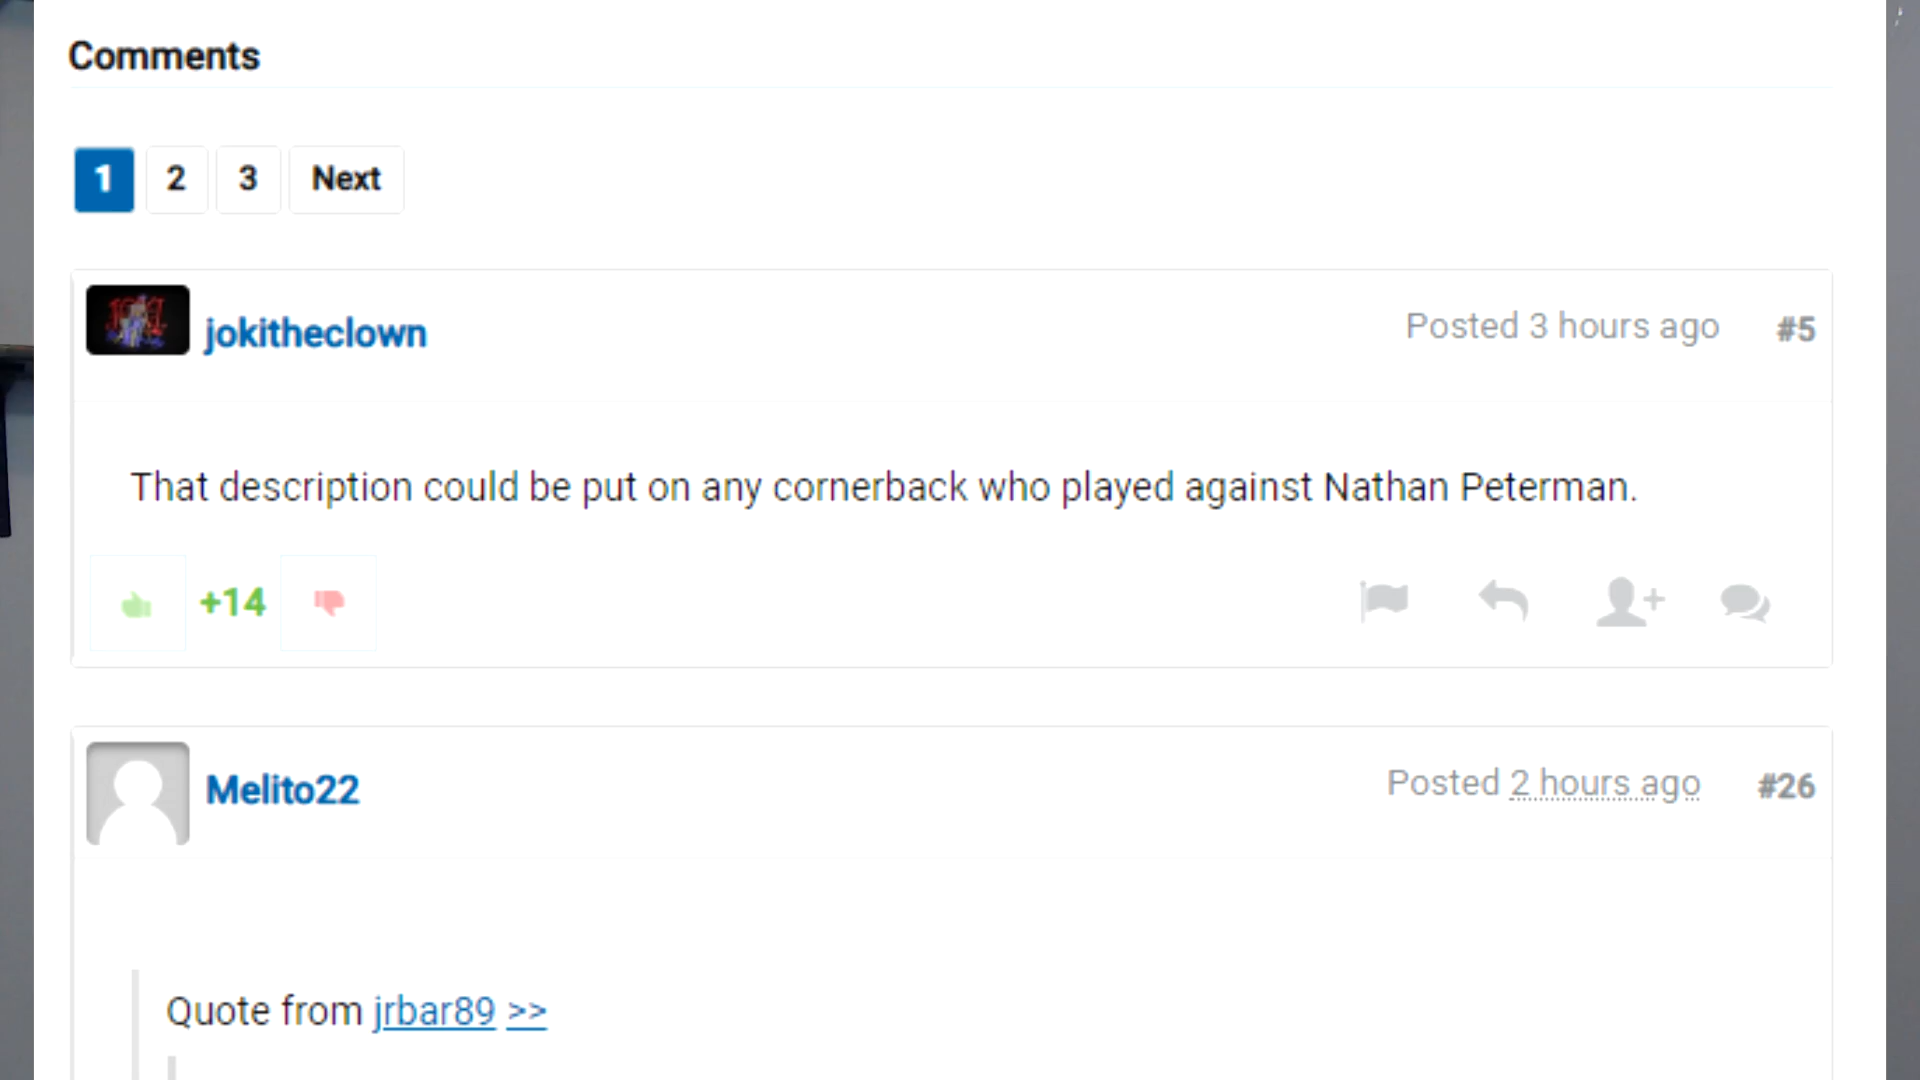 Comments
1 2 3 Next
jokitheclown Posted 3 hours ago #5
That description could be put on any cornerback who played against Nathan Peterman.
+14
Melito22 Posted 2 hours ago #26
Quote from jrbar89 >>